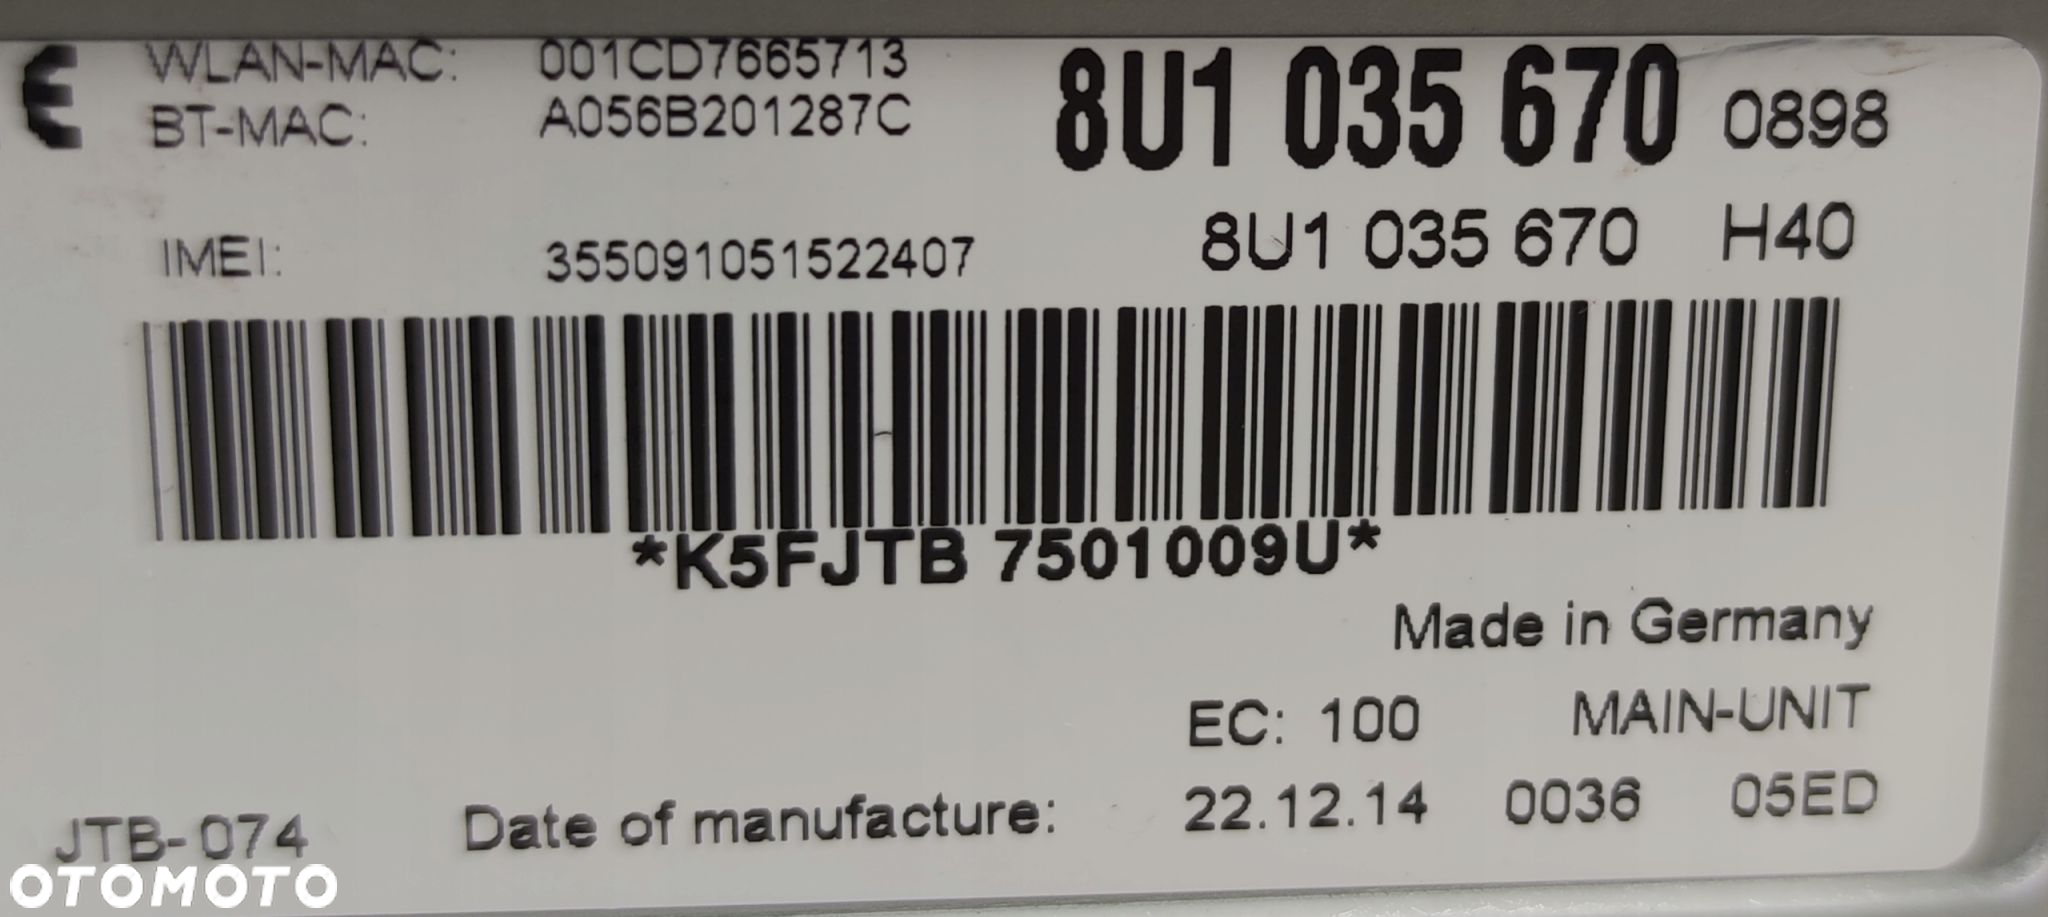 WLAN-MAC: 001CD7665713 8U1 035 670 0898
BT-MAC: A056B201287C
IMEI: 355091051522407 8U1 035 670 H40
*K5FJTB 7501009U*
Made in Germany
EC: 100 MAIN-UNIT
JTB-074 Date of manufacture: 22.12.14 0036 05ED
OTOMOTO